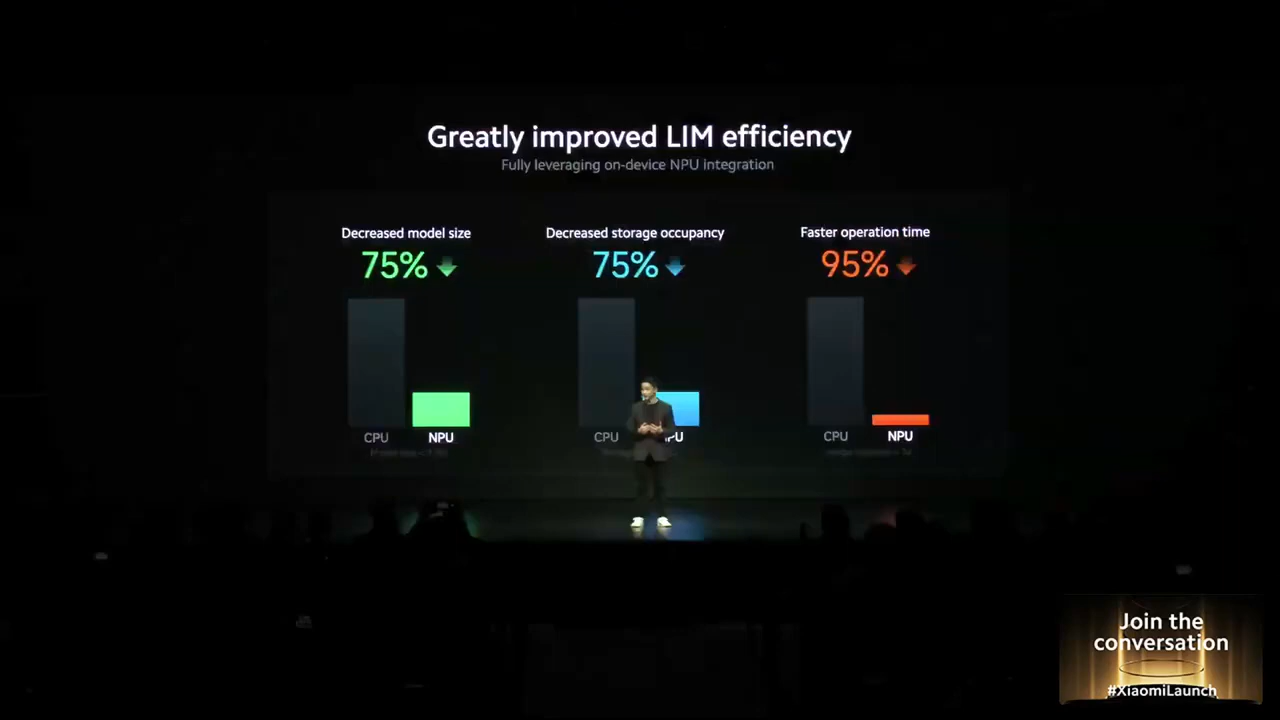 Greatly improved LIM efficiency
Fully leveraging on-device NPU integration
Decreased model size
75%
CPU
NPU
Decreased storage occupancy
75%
CPU
Faster operation time
95%
CPU
NPU
Join the
conversation
#XiaomiLaunch